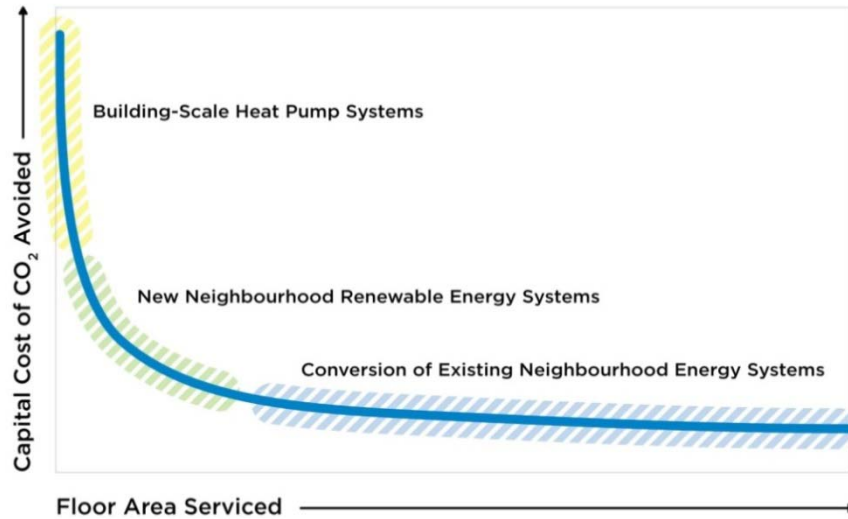 Capital Cost of CO₂ Avoided
Building-Scale Heat Pump Systems
New Neighbourhood Renewable Energy Systems
Conversion of Existing Neighbourhood Energy Systems
Floor Area Serviced